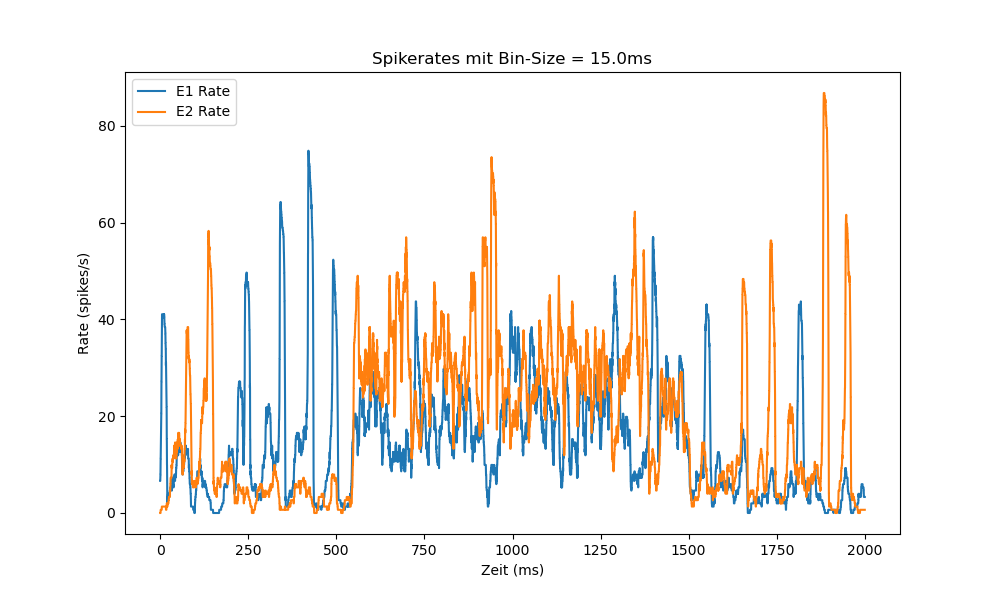 Spikerates mit Bin-Size = 15.0ms
E1 Rate
E2 Rate
Rate (spikes/s)
80
60
40
20
0
0 250 500 750 1000 1250 1500 1750 2000
Zeit (ms)